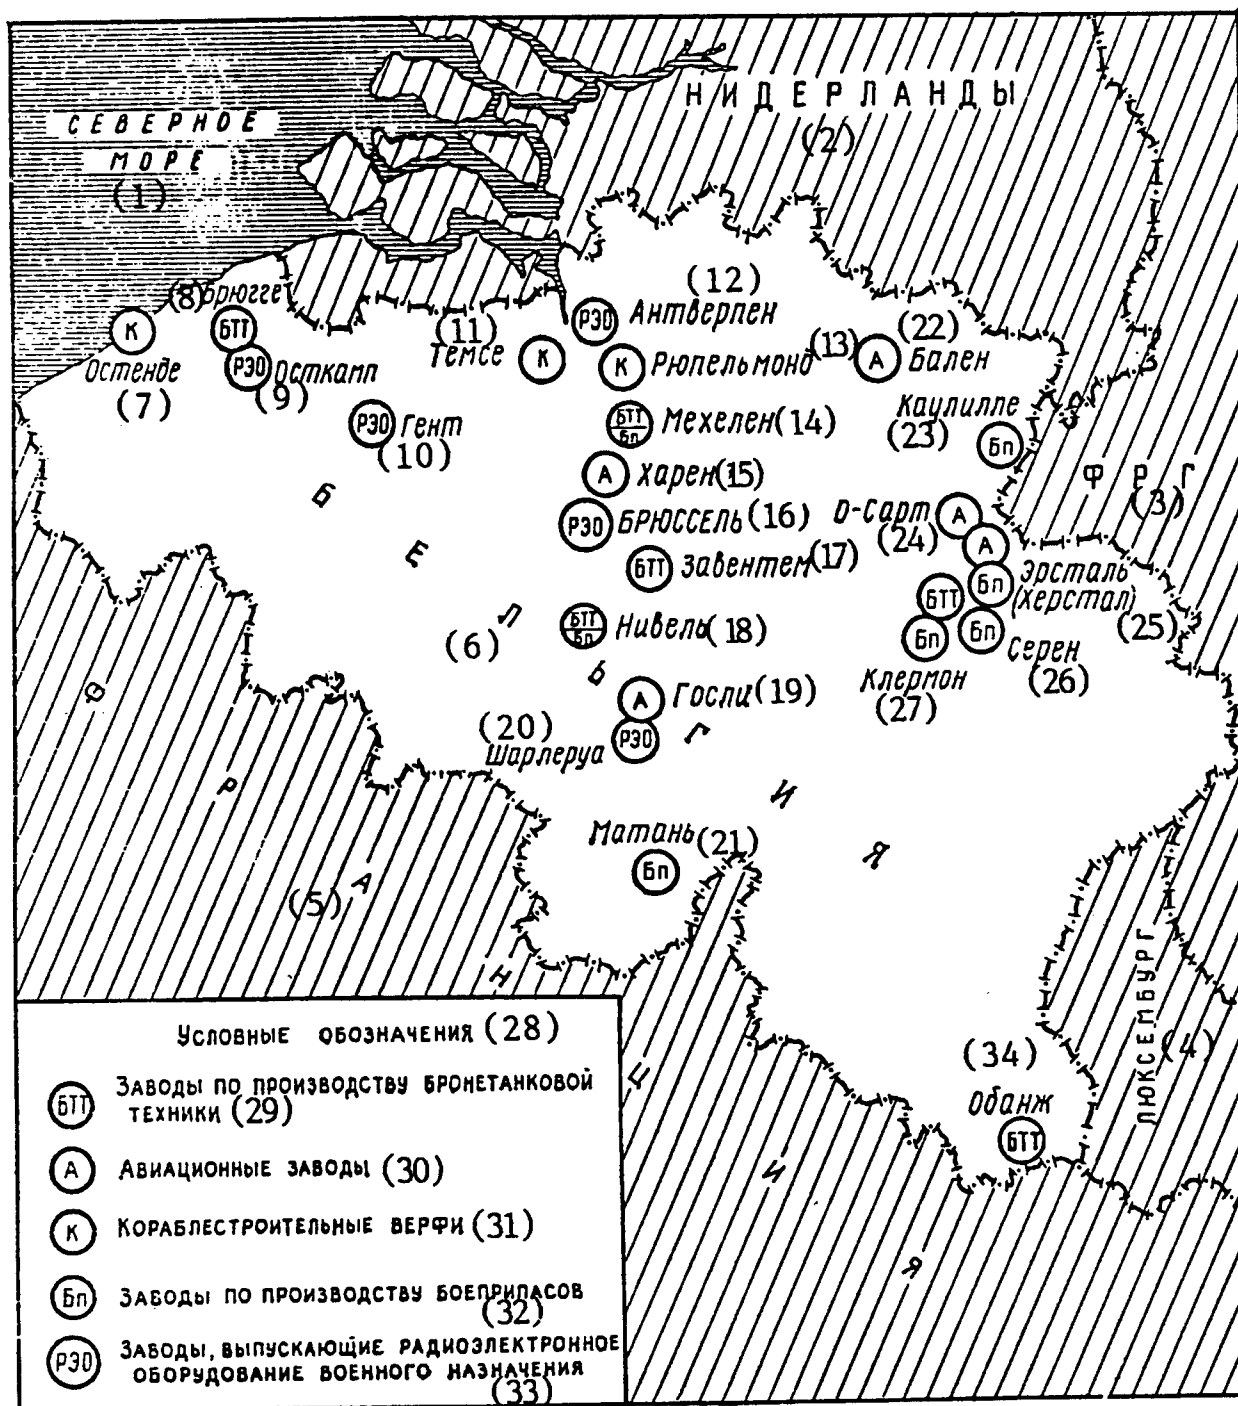 СЕВЕРНОЕ
МОРЕ
(1)
НИДЕРЛАНДЫ
(2)
(8) Брюгге
К
БТТ
РЭО
Остенде
(7)
Осткамп
(9)
РЭО Гент
(10)
(11)
Темсе
К
(12)
РЭО Антверпен
К Рюпельмонд (13)
А Бален
(22)
БТТ
Бп
Мехелен (14)
Каулилле
(23)
Бп
ФРГ
(3)
А Харен (15)
РЭО БРЮССЕЛЬ (16)
О-Сарт
(24)
А
А
БТТ Завентем (17)
Бп Эрсталь
(Херстал)
(25)
БТТ
Бп
Бп
Серен
(26)
Клермон
(27)
БТТ
Бп
Нивель (18)
БЕЛЬГИЯ
(6)
А Госли (19)
(20)
Шарлеруа
РЭО
Матань (21)
Бп
ФРАНЦИЯ
(5)
ЛЮКСЕМБУРГ
(4)
(34)
Обанж
БТТ
Условные обозначения (28)
БТТ Заводы по производству бронетанковой
техники (29)
А Авиационные заводы (30)
К Кораблестроительные верфи (31)
Бп Заводы по производству боеприпасов
(32)
РЭО Заводы, выпускающие радиоэлектронное
оборудование военного назначения
(33)